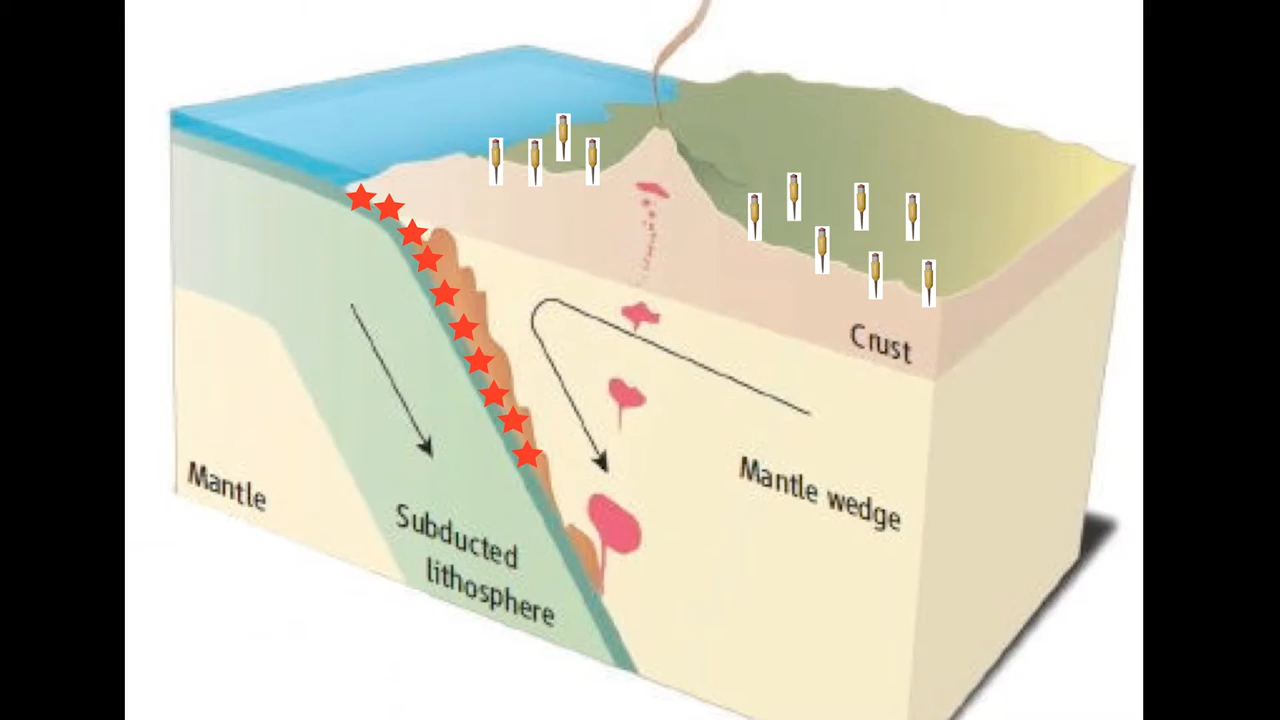 Crust
Mantle wedge
Mantle
Subducted
lithosphere